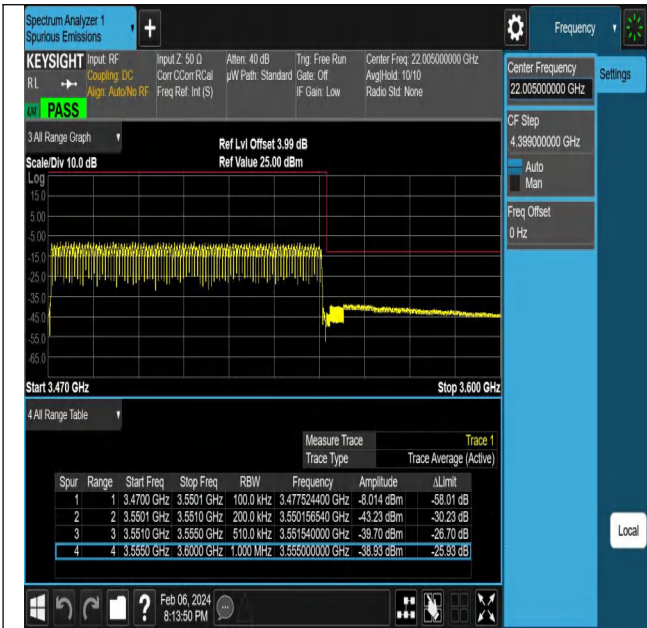 Spectrum Analyzer 1
Spurious Emissions
Frequency
KEYSIGHT Input: RF Input Z: 50 Ω Atten: 40 dB Trig: Free Run Center Freq: 22.005000000 GHz
RL Coupling: DC Corr CCorr RCal µW Path: Standard Gate: Off Avg|Hold: 10/10
Align: Auto/No RF Freq Ref: Int (S) IF Gain: Low Radio Std: None
PASS
Center Frequency
22.005000000 GHz
Settings
CF Step
4.399000000 GHz
Auto
Man
Freq Offset
0 Hz
3 All Range Graph
Ref Lvl Offset 3.99 dB
Scale/Div 10.0 dB Ref Value 25.00 dBm
Log
15.0
5.00
-5.00
-15.0
-25.0
-35.0
-45.0
-55.0
-65.0
Start 3.470 GHz Stop 3.600 GHz
4 All Range Table
Measure Trace Trace 1
Trace Type Trace Average (Active)
Spur Range Start Freq Stop Freq RBW Frequency Amplitude ΔLimit
1 1 3.4700 GHz 3.5501 GHz 100.0 kHz 3.477524400 GHz -8.014 dBm -58.01 dB
2 2 3.5501 GHz 3.5510 GHz 200.0 kHz 3.550156540 GHz -43.23 dBm -30.23 dB
3 3 3.5510 GHz 3.5550 GHz 510.0 kHz 3.551540000 GHz -39.70 dBm -26.70 dB
4 4 3.5550 GHz 3.6000 GHz 1.000 MHz 3.555000000 GHz -38.93 dBm -25.93 dB
Local
Feb 06, 2024
8:13:50 PM